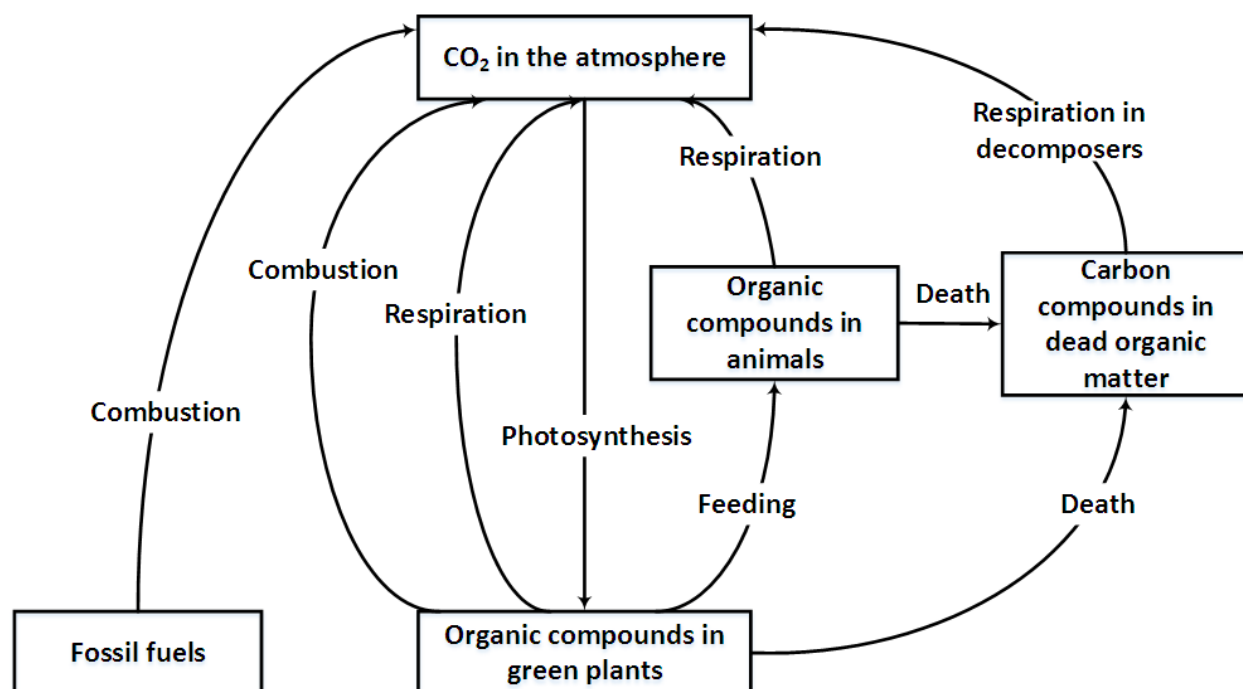 CO₂ in the atmosphere
Respiration in
decomposers
Respiration
Combustion
Respiration
Organic
compounds in
animals
Death
Carbon
compounds in
dead organic
matter
Combustion
Photosynthesis
Feeding
Death
Fossil fuels
Organic compounds in
green plants